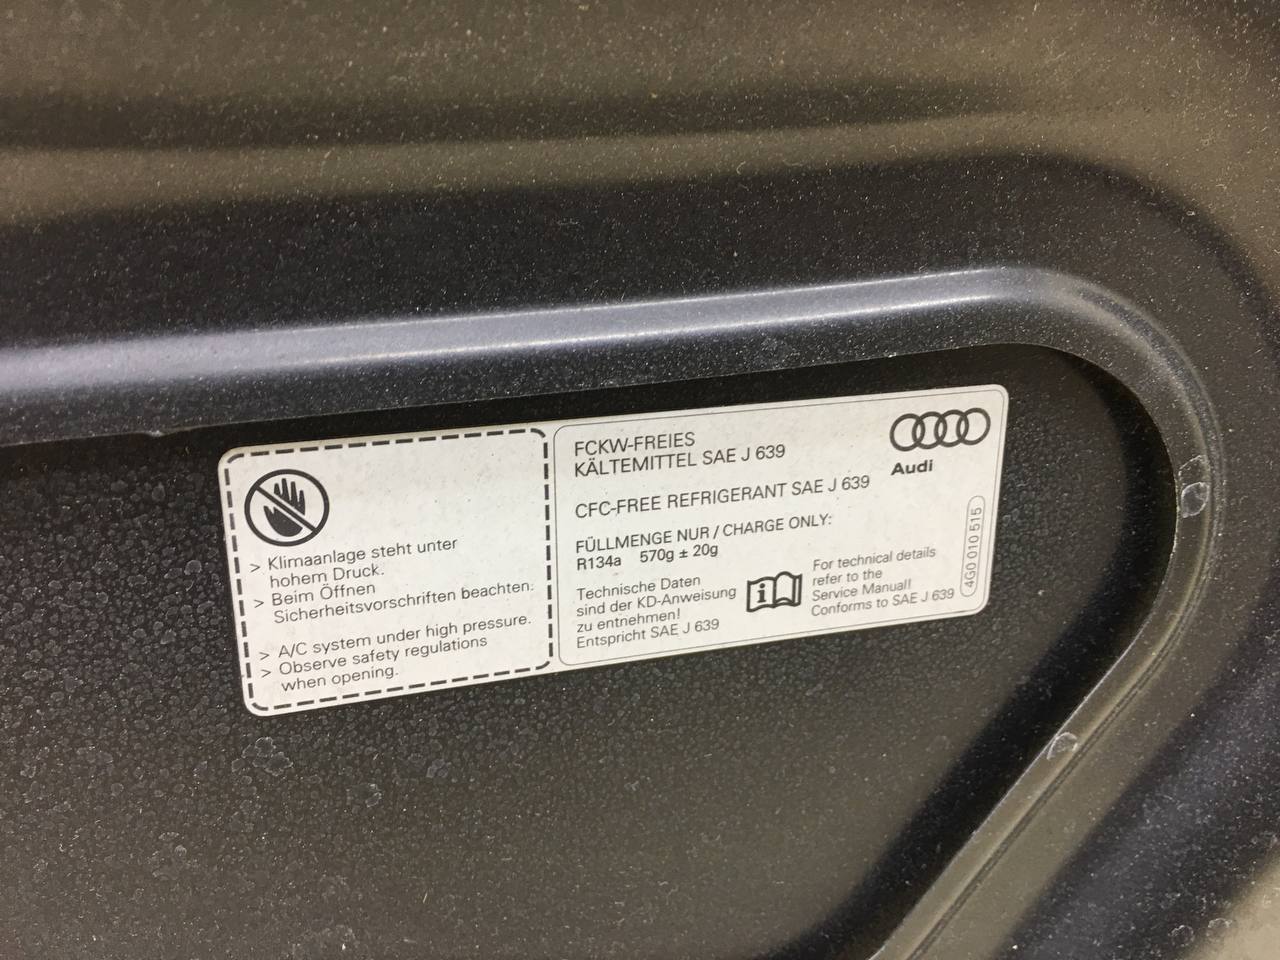 > Klimaanlage steht unter
hohem Druck.
> Beim Öffnen
Sicherheitsvorschriften beachten.
> A/C system under high pressure.
> Observe safety regulations
when opening.
FCKW-FREIES
KÄLTEMITTEL SAE J 639
CFC-FREE REFRIGERANT SAE J 639
FÜLLMENGE NUR / CHARGE ONLY:
R134a 570g ± 20g
Technische Daten
sind der KD-Anweisung
zu entnehmen!
Entspricht SAE J 639
For technical details
refer to the
Service Manual!
Conforms to SAE J 639
Audi
4G0 010 515